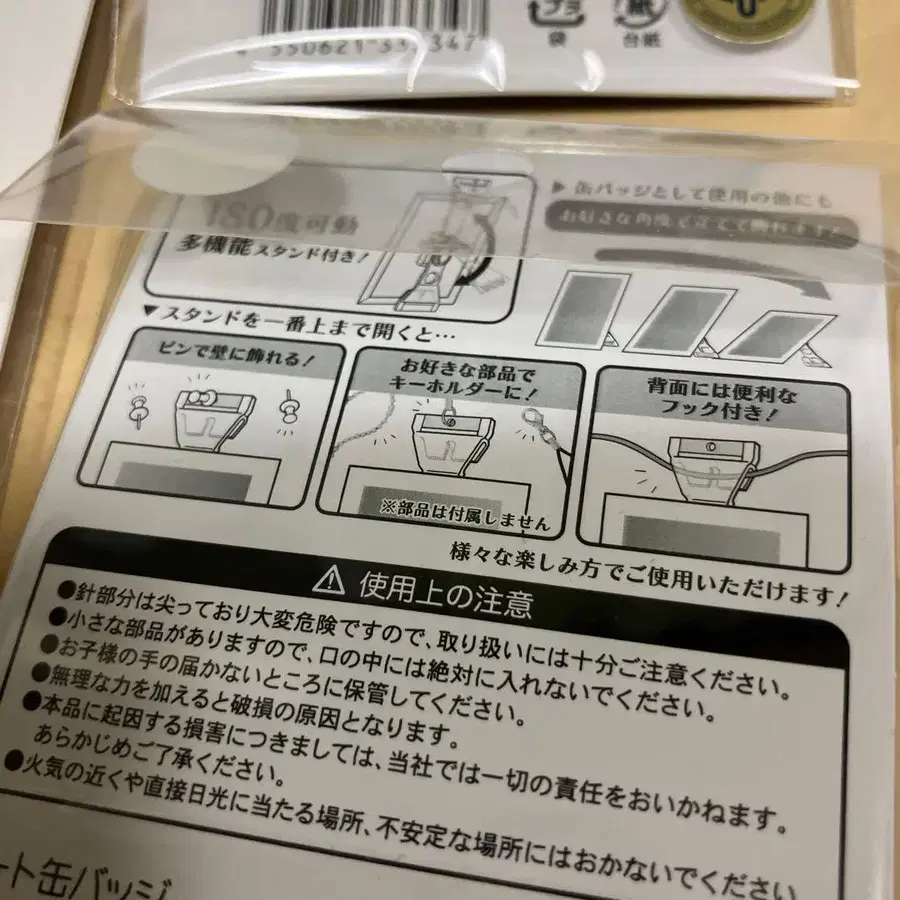 550621
プラ
紙
袋
台紙
180度可動
多機能スタンド付き!
▶缶バッジとして使用の他にも
お好きな角度で立てて飾れます!
▼スタンドを一番上まで開くと…
ピンで壁に飾れる!
お好きな部品で
キーホルダーに!
※部品は付属しません
背面には便利な
フック付き!
様々な楽しみ方でご使用いただけます!
⚠使用上の注意
●針部分は尖っており大変危険ですので、取り扱いには十分ご注意ください。
●小さな部品がありますので、口の中には絶対に入れないでください。
●お子様の手の届かないところに保管してください。
●無理な力を加えると破損の原因となります。
●本品に起因する損害につきましては、当社では一切の責任をおいかねます。
あらかじめご了承ください。
●火気の近くや直接日光に当たる場所、不安定な場所にはおかないでください
ート缶バッジ